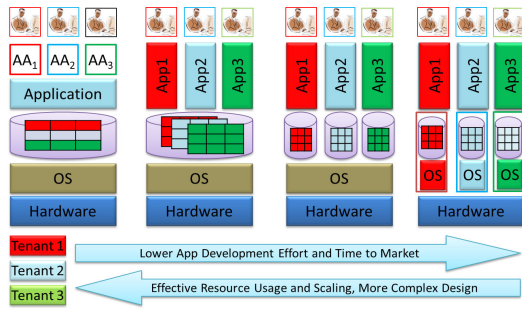 AA1 AA2 AA3
Application
OS
Hardware
App1 App2 App3
OS
Hardware
App1 App2 App3
OS
Hardware
App1 App2 App3
OS OS OS
Hardware
Tenant 1
Tenant 2
Tenant 3
Lower App Development Effort and Time to Market
Effective Resource Usage and Scaling, More Complex Design